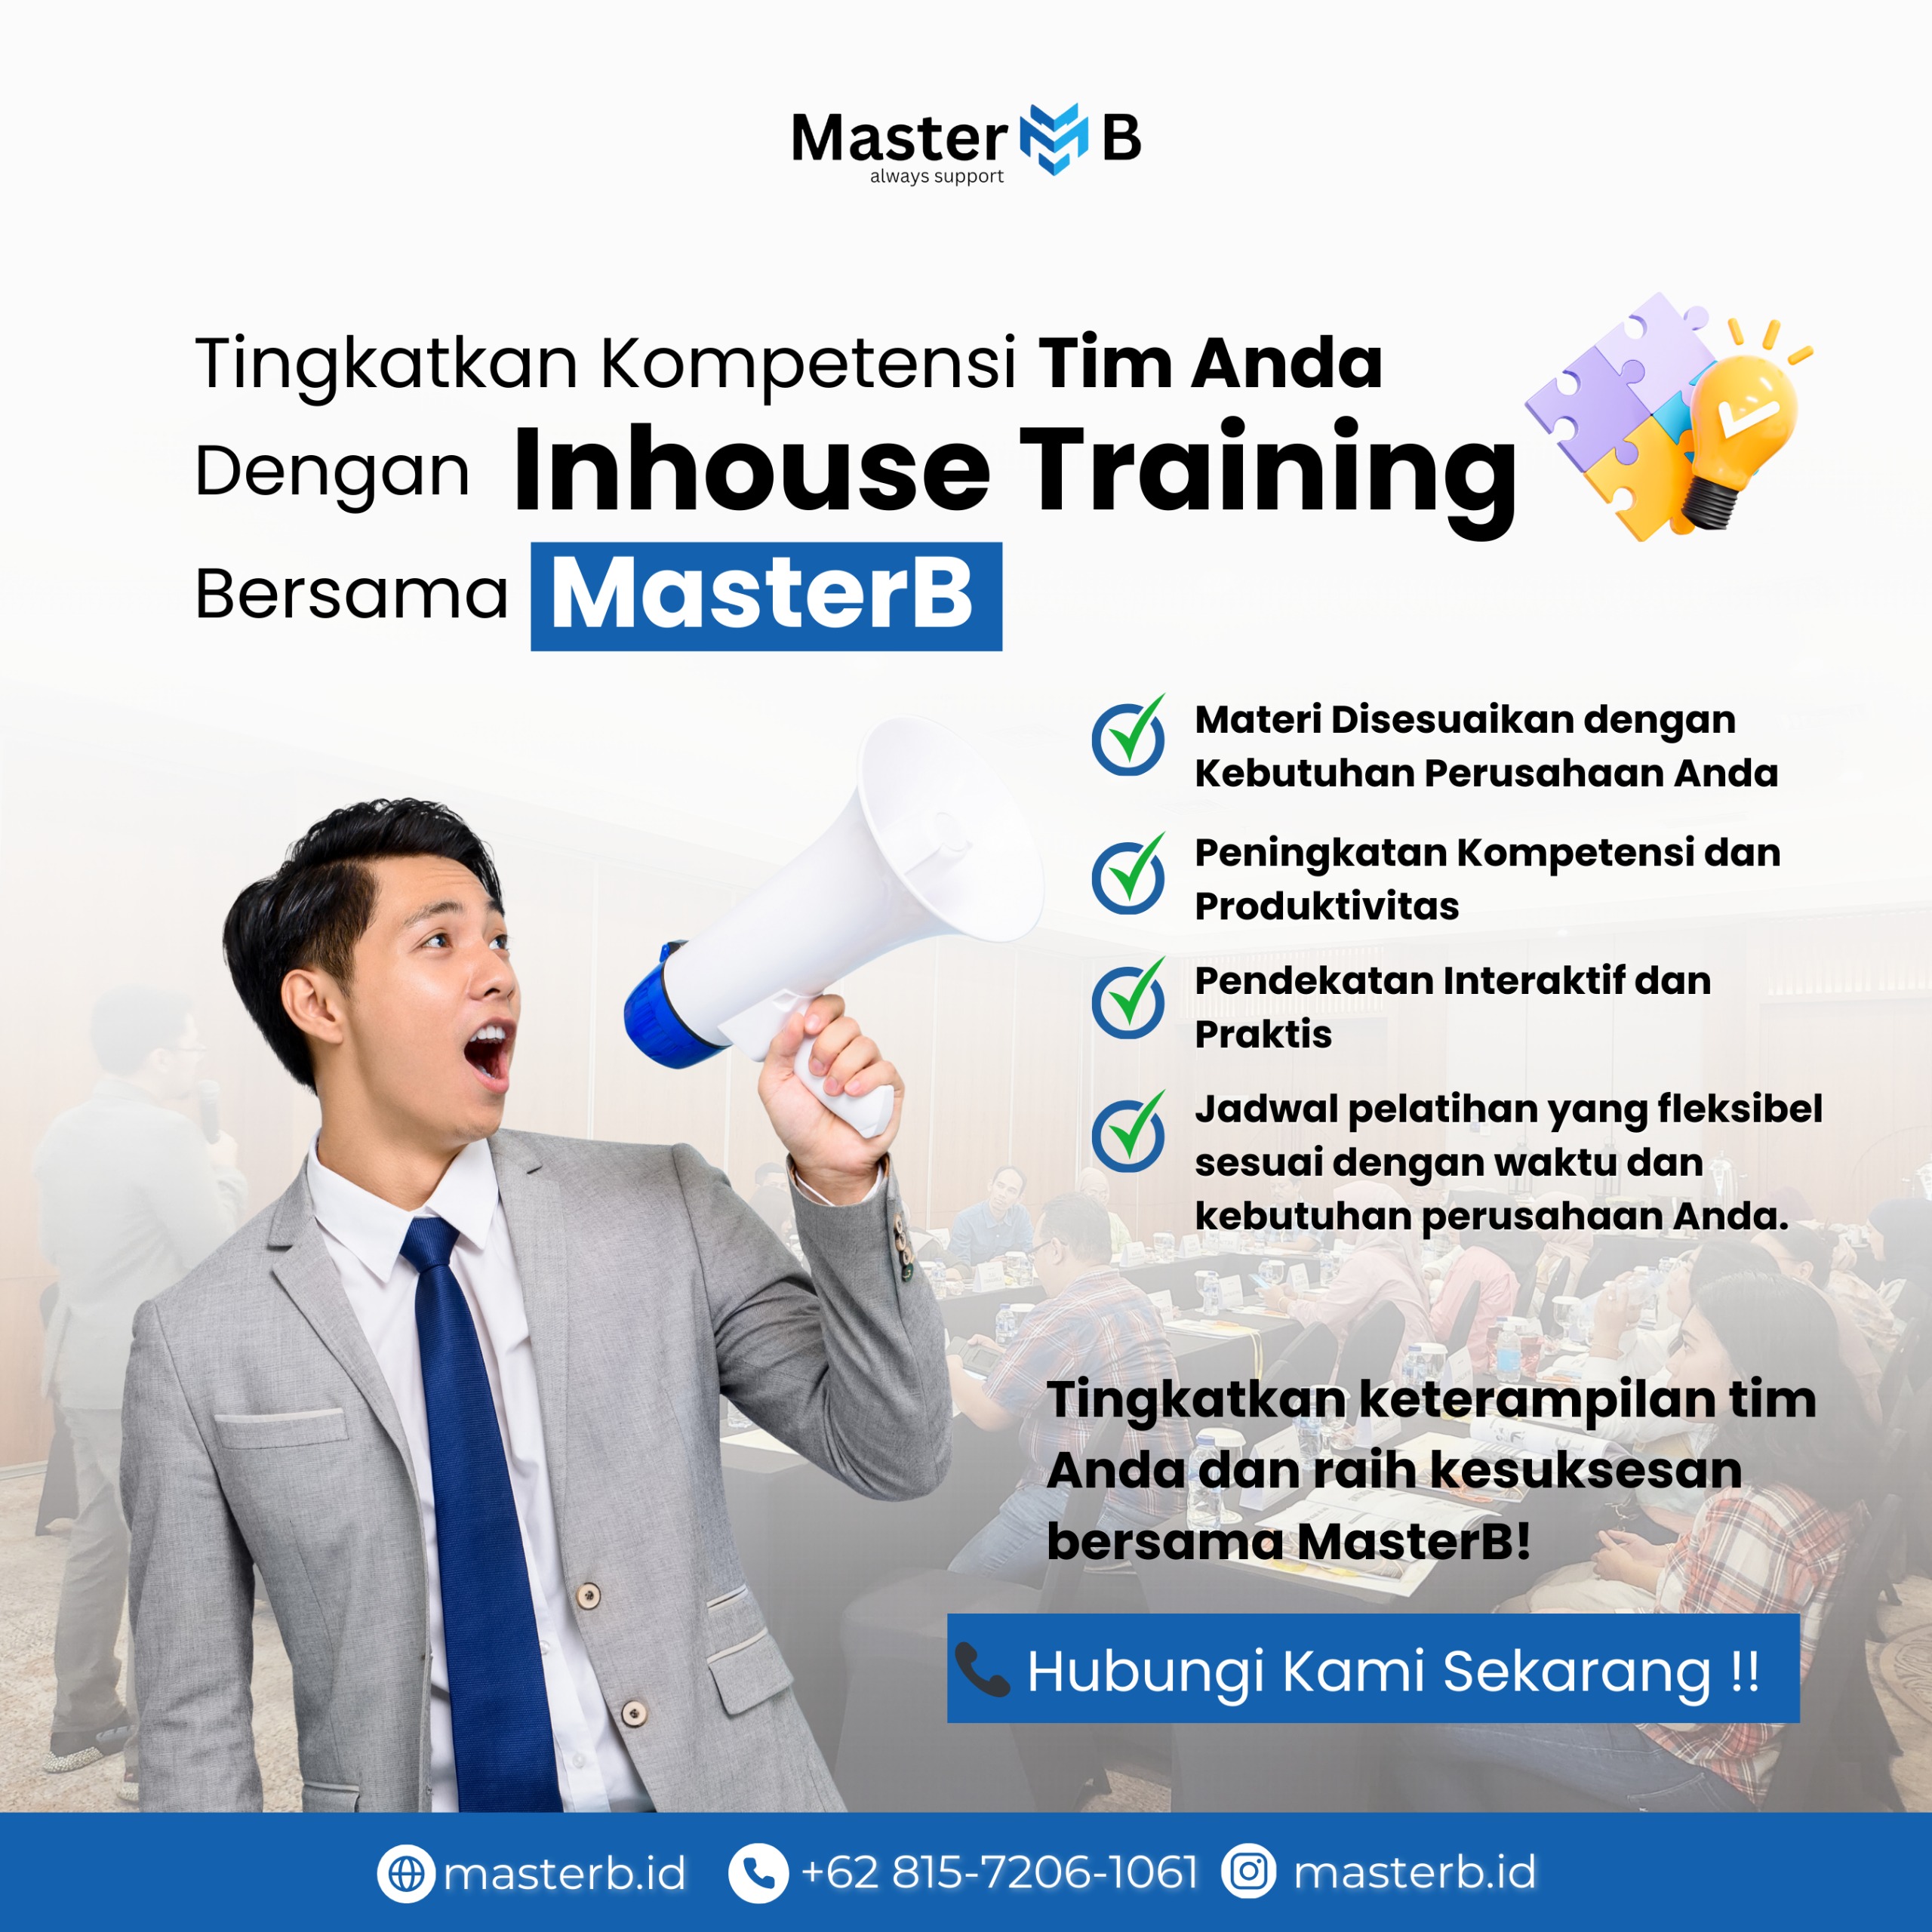 Master B
always support
Tingkatkan Kompetensi Tim Anda
Dengan Inhouse Training
Bersama MasterB
Materi Disesuaikan dengan
Kebutuhan Perusahaan Anda
Peningkatan Kompetensi dan
Produktivitas
Pendekatan Interaktif dan
Praktis
Jadwal pelatihan yang fleksibel
sesuai dengan waktu dan
kebutuhan perusahaan Anda.
Tingkatkan keterampilan tim
Anda dan raih kesuksesan
bersama MasterB!
Hubungi Kami Sekarang !!
masterb.id +62 815-7206-1061 masterb.id